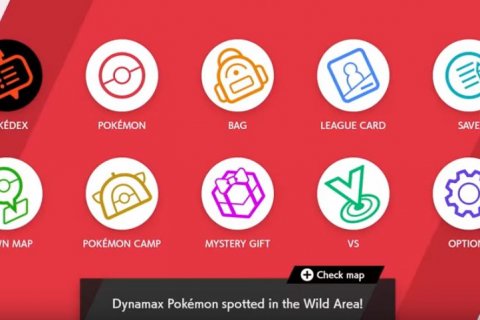 KÉDEX
POKÉMON
BAG
LEAGUE CARD
SAVE
WN MAP
POKÉMON CAMP
MYSTERY GIFT
VS
OPTION
Check map
Dynamax Pokémon spotted in the Wild Area!